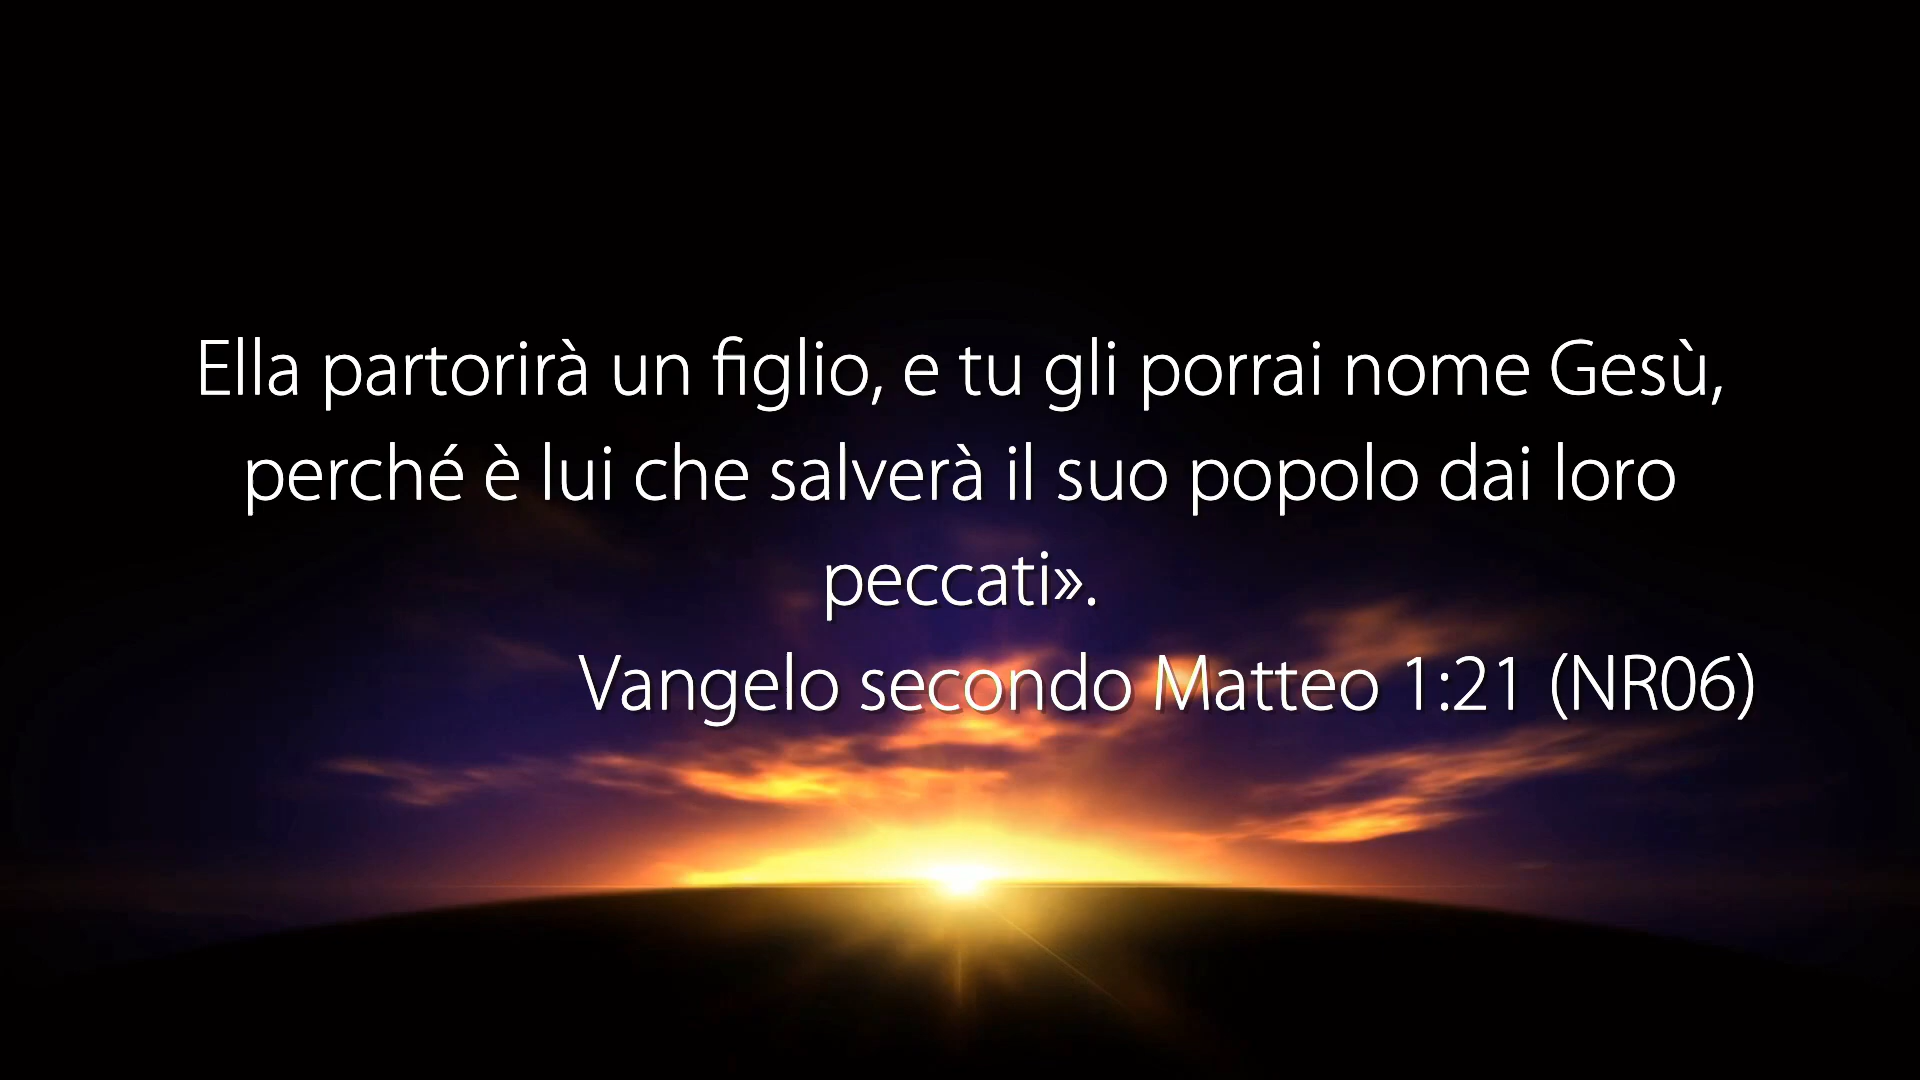 Ella partorirà un figlio, e tu gli porrai nome Gesù,
perché è lui che salverà il suo popolo dai loro
peccati».
Vangelo secondo Matteo 1:21 (NR06)